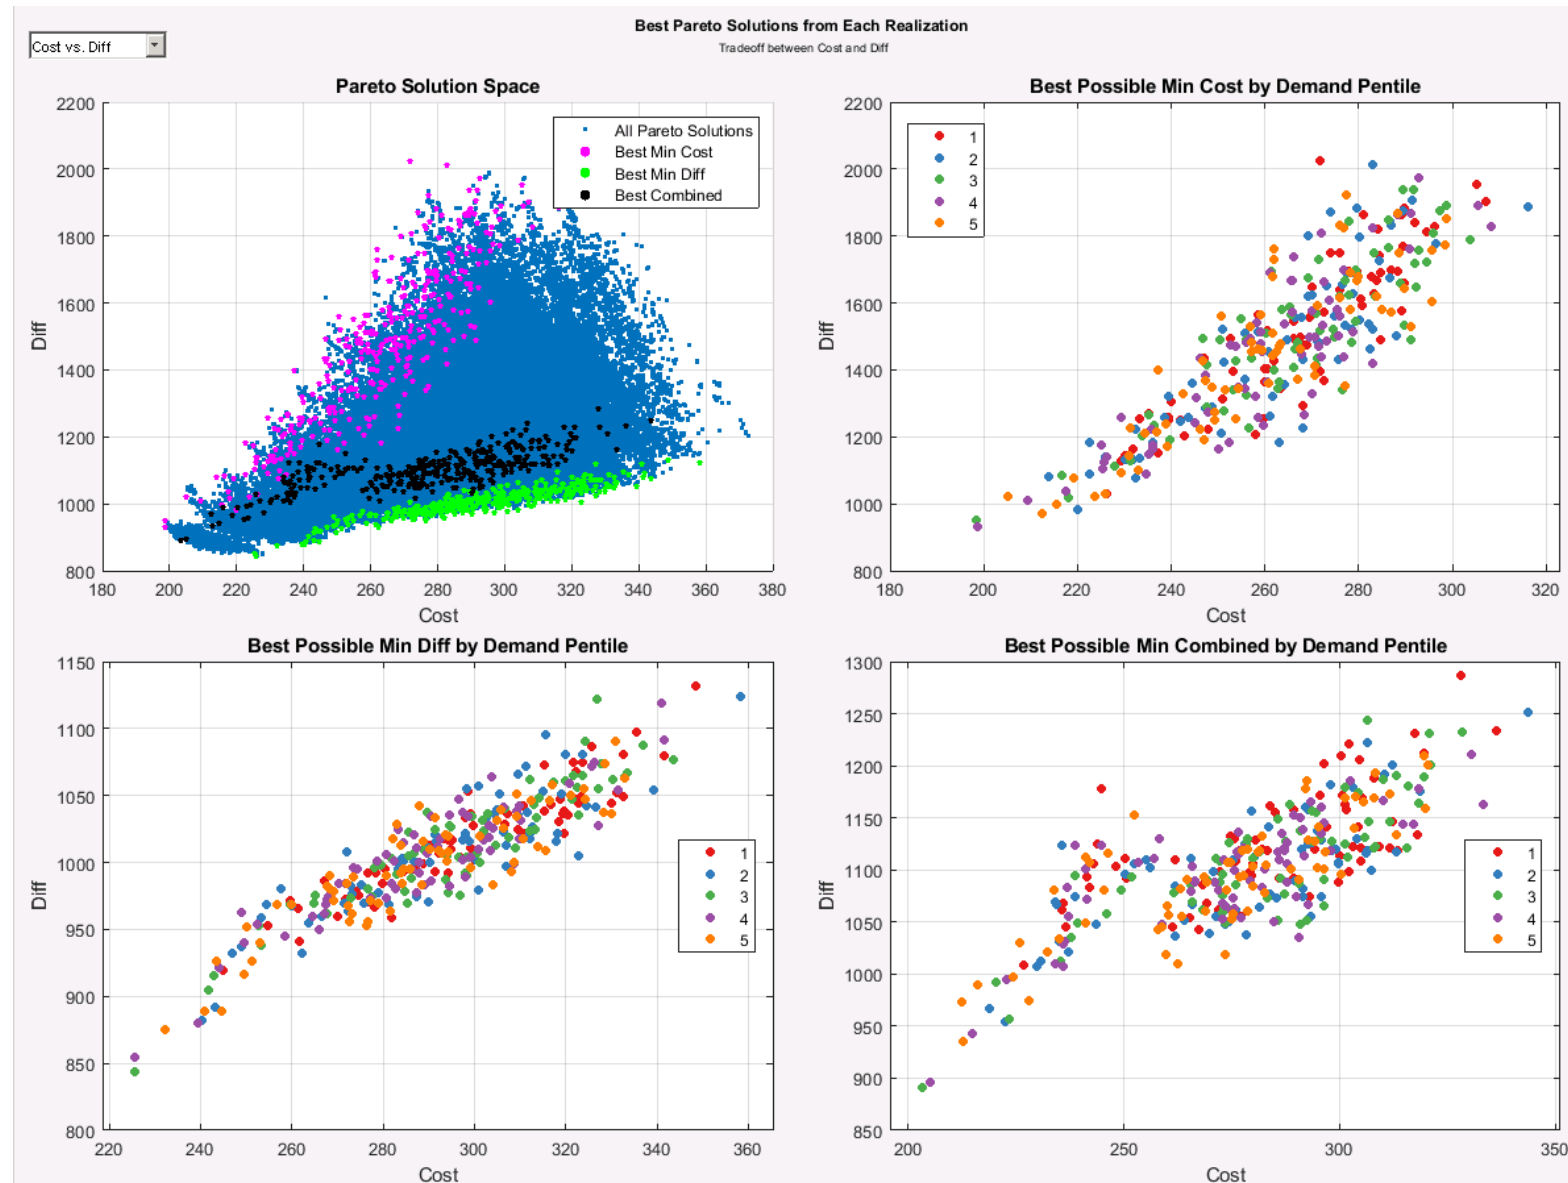 Best Pareto Solutions from Each Realization
Tradeoff between Cost and Diff
Cost vs. Diff
Pareto Solution Space
2200
2000
1800
1600
1400
1200
1000
800
Diff
All Pareto Solutions
Best Min Cost
Best Min Diff
Best Combined
180 200 220 240 260 280 300 320 340 360 380
Cost
Best Possible Min Cost by Demand Pentile
2200
2000
1800
1600
1400
1200
1000
800
Diff
1
2
3
4
5
180 200 220 240 260 280 300 320
Cost
Best Possible Min Diff by Demand Pentile
1150
1100
1050
1000
950
900
850
800
Diff
1
2
3
4
5
220 240 260 280 300 320 340 360
Cost
Best Possible Min Combined by Demand Pentile
1300
1250
1200
1150
1100
1050
1000
950
900
850
Diff
1
2
3
4
5
200 250 300 350
Cost